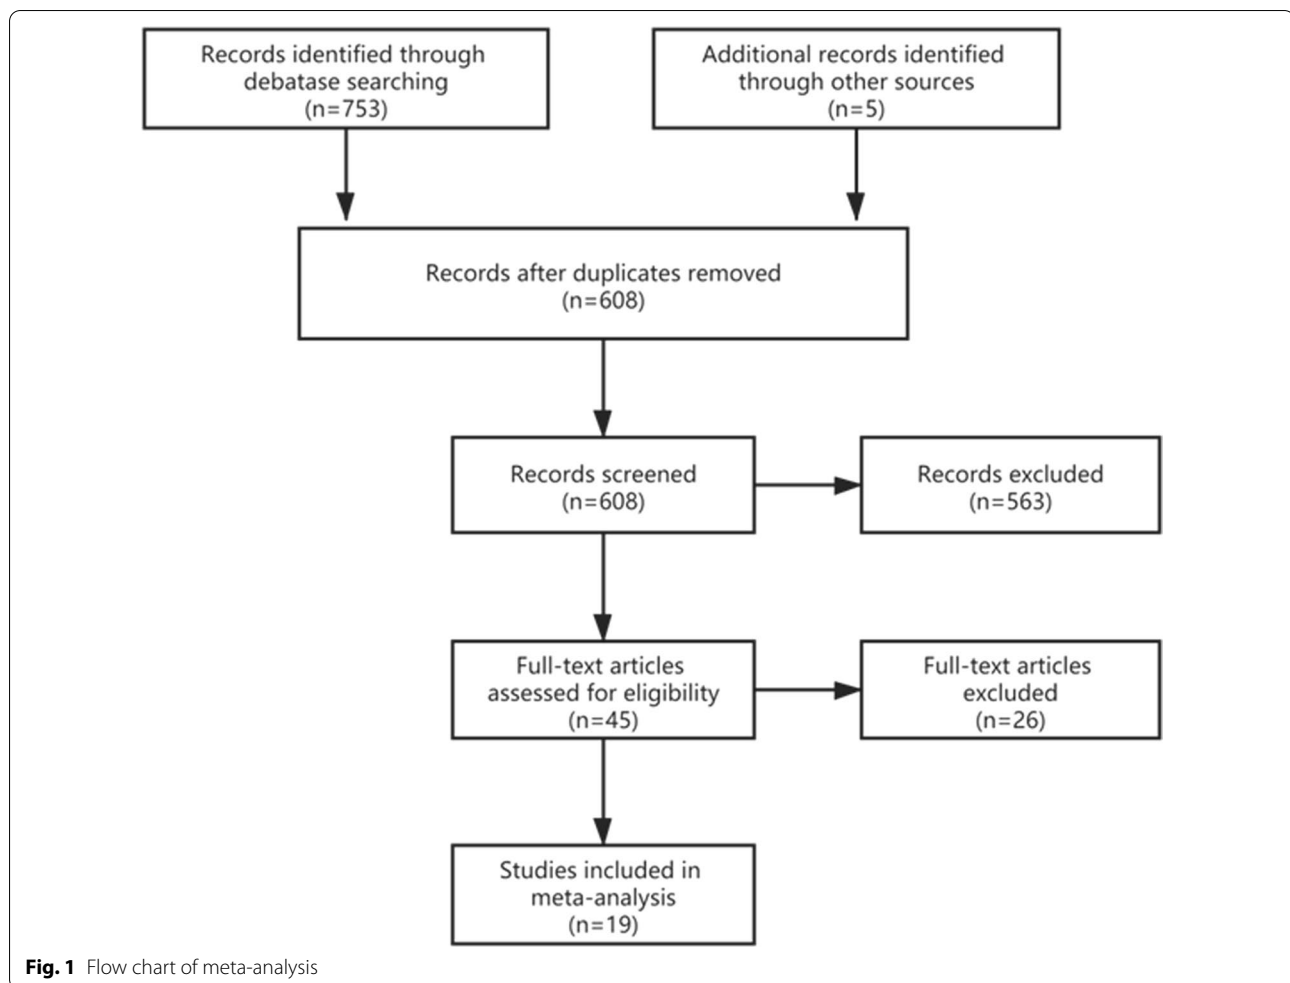 Records identified through
debatase searching
(n=753)
Additional records identified
through other sources
(n=5)
Records after duplicates removed
(n=608)
Records screened
(n=608)
Records excluded
(n=563)
Full-text articles
assessed for eligibility
(n=45)
Full-text articles
excluded
(n=26)
Studies included in
meta-analysis
(n=19)
Fig. 1 Flow chart of meta-analysis